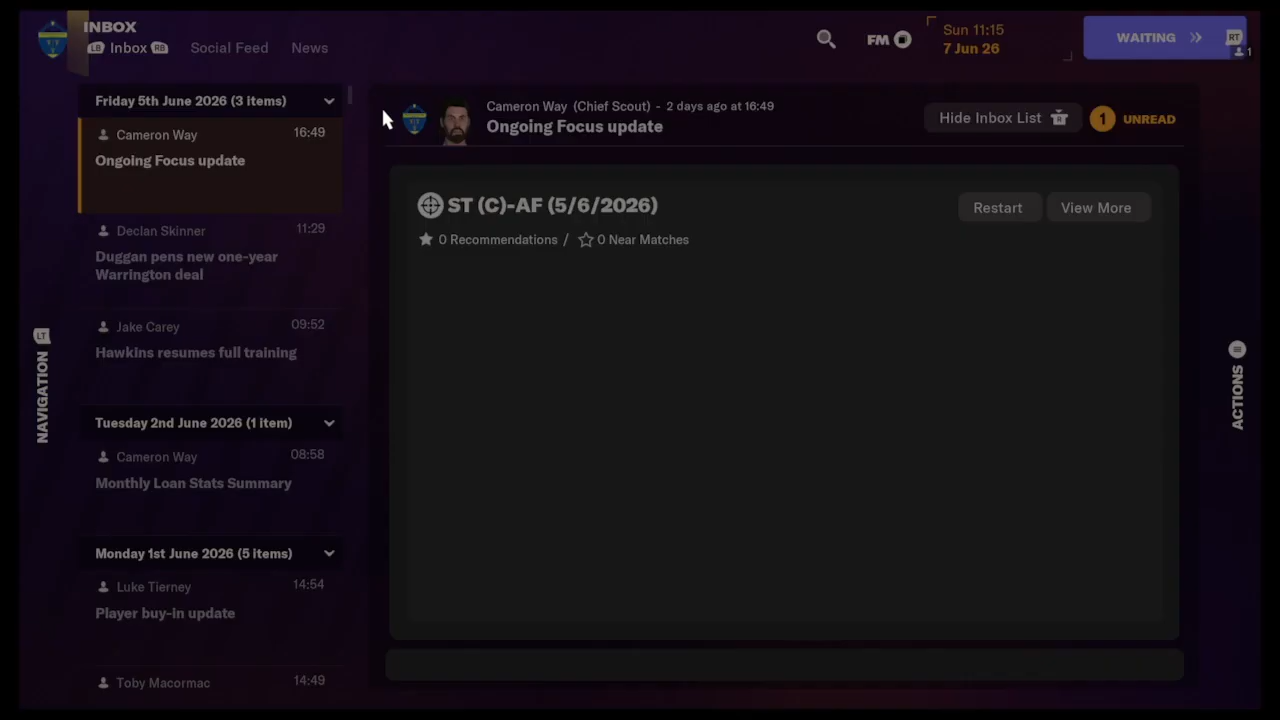 INBOX
LB Inbox RB Social Feed News
FM
Sun 11:15
7 Jun 26
WAITING RT
1
Friday 5th June 2026 (3 items)
Cameron Way 16:49
Ongoing Focus update
Declan Skinner 11:29
Duggan pens new one-year
Warrington deal
Jake Carey 09:52
Hawkins resumes full training
Tuesday 2nd June 2026 (1 item)
Cameron Way 08:58
Monthly Loan Stats Summary
Monday 1st June 2026 (5 items)
Luke Tierney 14:54
Player buy-in update
Toby Macormac 14:49
LT
NAVIGATION
Cameron Way (Chief Scout) - 2 days ago at 16:49
Ongoing Focus update
Hide Inbox List
1 UNREAD
ST (C)-AF (5/6/2026)
Restart View More
0 Recommendations / 0 Near Matches
ACTIONS